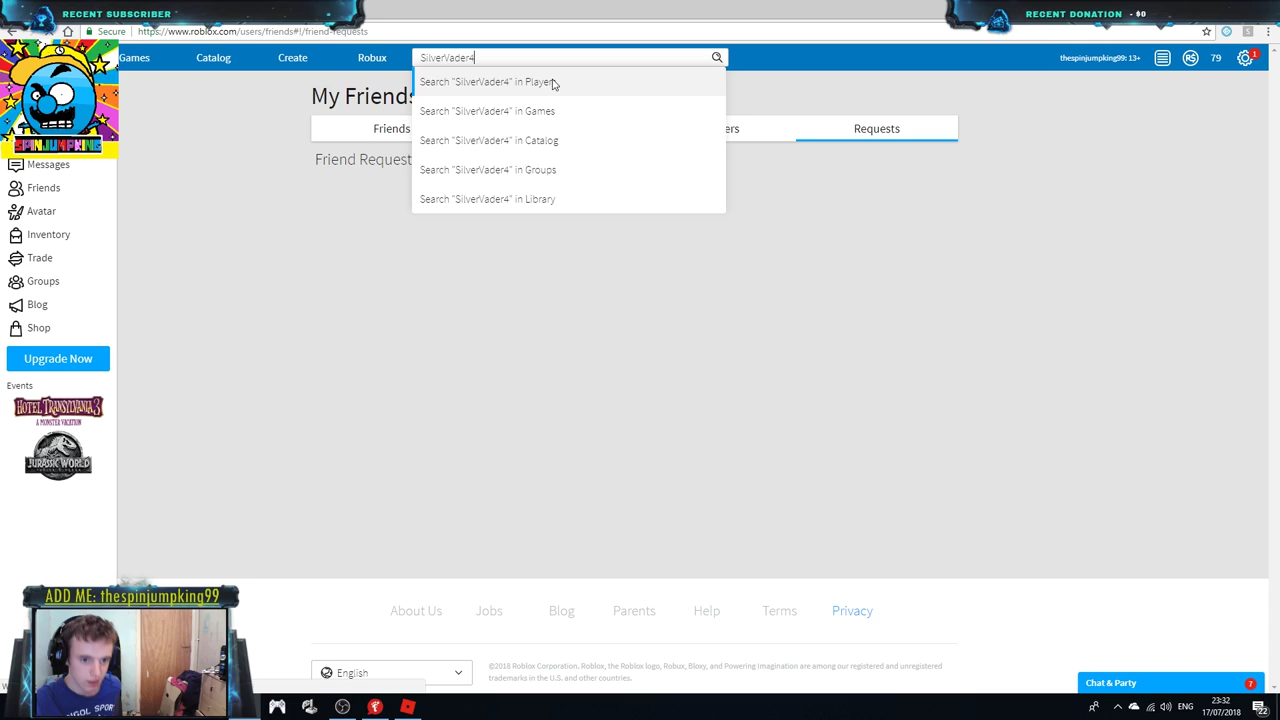 RECENT SUBSCRIBER
RECENT DONATION - $0
Secure
https://www.roblox.com/users/friends#!/friend-requests
Games
Catalog
Create
Robux
SilverVader4
thespinjumpking99: 13+
79
1
Search "SilverVader4" in Player
Search "SilverVader4" in Games
Search "SilverVader4" in Catalog
Search "SilverVader4" in Groups
Search "SilverVader4" in Library
My Friends
Friends
Requests
Friend Request
SPINJUMPKING
Messages
Friends
Avatar
Inventory
Trade
Groups
Blog
Shop
Upgrade Now
Events
HOTEL TRANSYLVANIA 3
A MONSTER VACATION
JURASSIC WORLD
ADD ME: thespinjumpking99
About Us
Jobs
Blog
Parents
Help
Terms
Privacy
English
©2018 Roblox Corporation. Roblox, the Roblox logo, Robux, Bloxy, and Powering Imagination are among our registered and unregistered
trademarks in the U.S. and other countries.
Chat & Party
7
ENG
23:32
17/07/2018
22